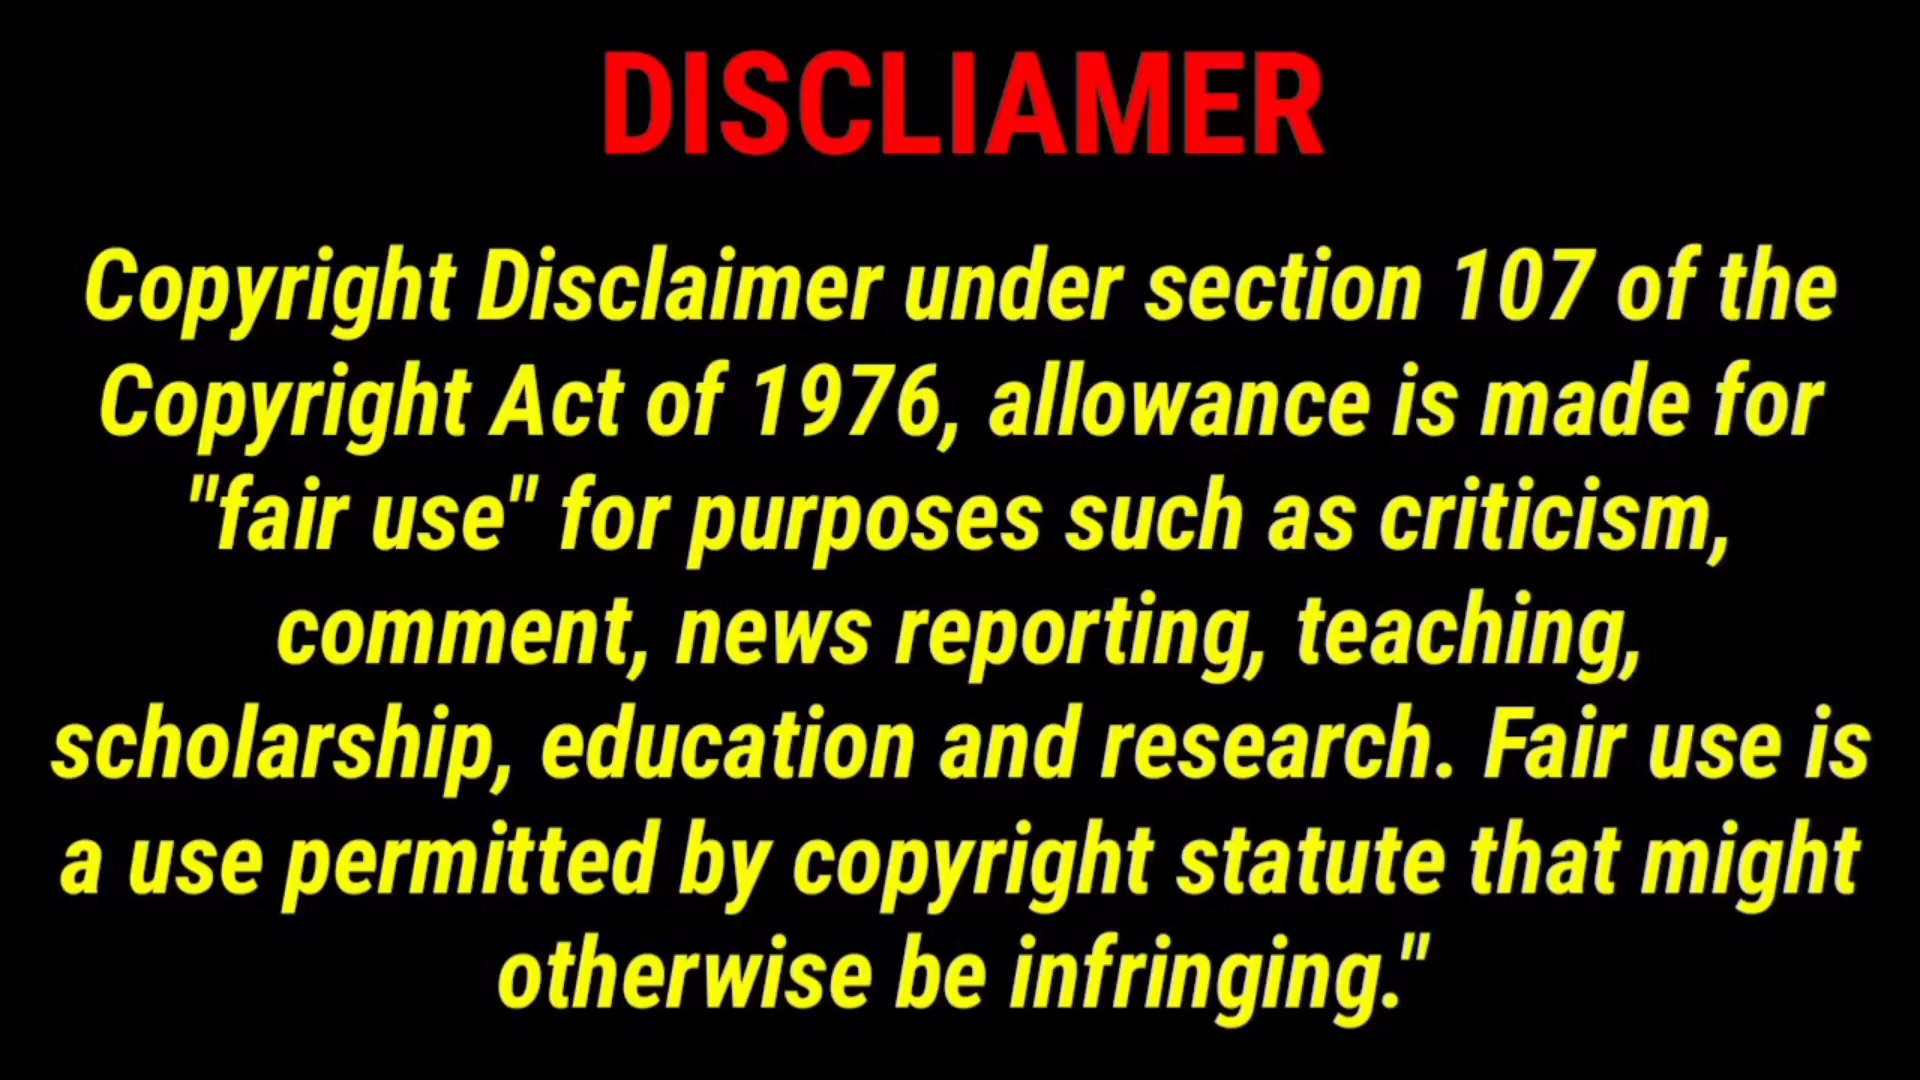 DISCLIAMER
Copyright Disclaimer under section 107 of the
Copyright Act of 1976, allowance is made for
"fair use" for purposes such as criticism,
comment, news reporting, teaching,
scholarship, education and research. Fair use is
a use permitted by copyright statute that might
otherwise be infringing."